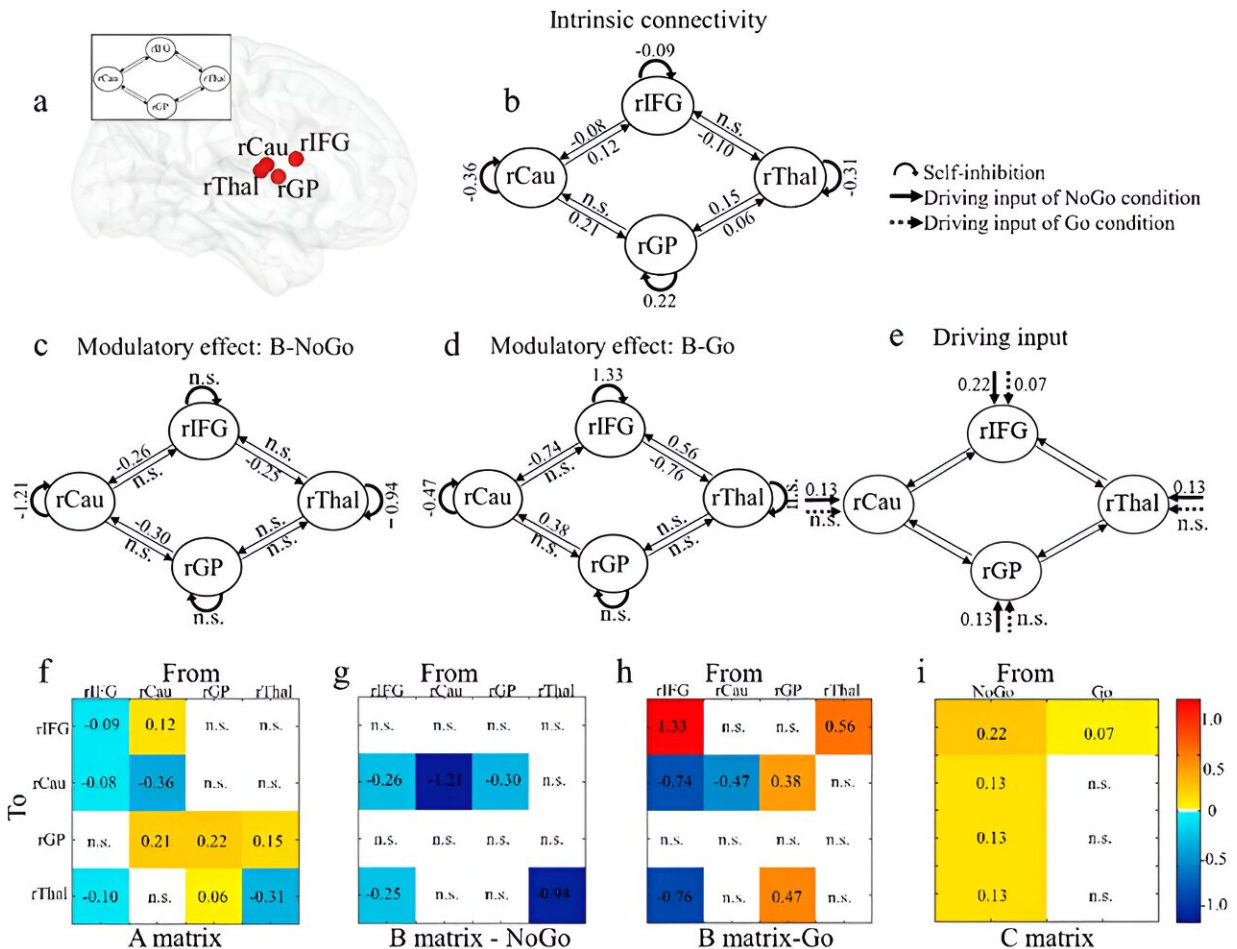 Intrinsic connectivity
-0.09
rIFG
rCau
rThal
rGP
a
b
rIFG
rCau
rIFG
rThal
rGP
-0.08
0.12
n.s.
-0.10
-0.36
rCau
rThal
-0.31
n.s.
0.21
0.15
0.06
rGP
0.22
Self-inhibition
Driving input of NoGo condition
Driving input of Go condition
c Modulatory effect: B-NoGo
n.s.
rIFG
-0.26
n.s.
n.s.
-0.25
-1.21
rCau
rThal
-0.94
-0.30
n.s.
n.s.
n.s.
rGP
n.s.
d Modulatory effect: B-Go
1.33
rIFG
-0.74
n.s.
0.56
-0.76
-0.47
rCau
rThal
n.s.
0.38
n.s.
n.s.
n.s.
rGP
n.s.
e Driving input
0.22 0.07
rIFG
0.13
n.s.
rCau
rThal
0.13
n.s.
rGP
0.13 n.s.
f From
rIFG rCau rGP rThal
To
rIFG -0.09 0.12 n.s. n.s.
rCau -0.08 -0.36 n.s. n.s.
rGP n.s. 0.21 0.22 0.15
rThal -0.10 n.s. 0.06 -0.31
A matrix
g From
rIFG rCau rGP rThal
n.s. n.s. n.s. n.s.
-0.26 -1.21 -0.30 n.s.
n.s. n.s. n.s. n.s.
-0.25 n.s. n.s. -0.94
B matrix - NoGo
h From
rIFG rCau rGP rThal
1.33 n.s. n.s. 0.56
-0.74 -0.47 0.38 n.s.
n.s. n.s. n.s. n.s.
-0.76 n.s. 0.47 n.s.
B matrix-Go
i From
NoGo Go
0.22 0.07
0.13 n.s.
0.13 n.s.
0.13 n.s.
C matrix
1.0
0.5
0
-0.5
-1.0